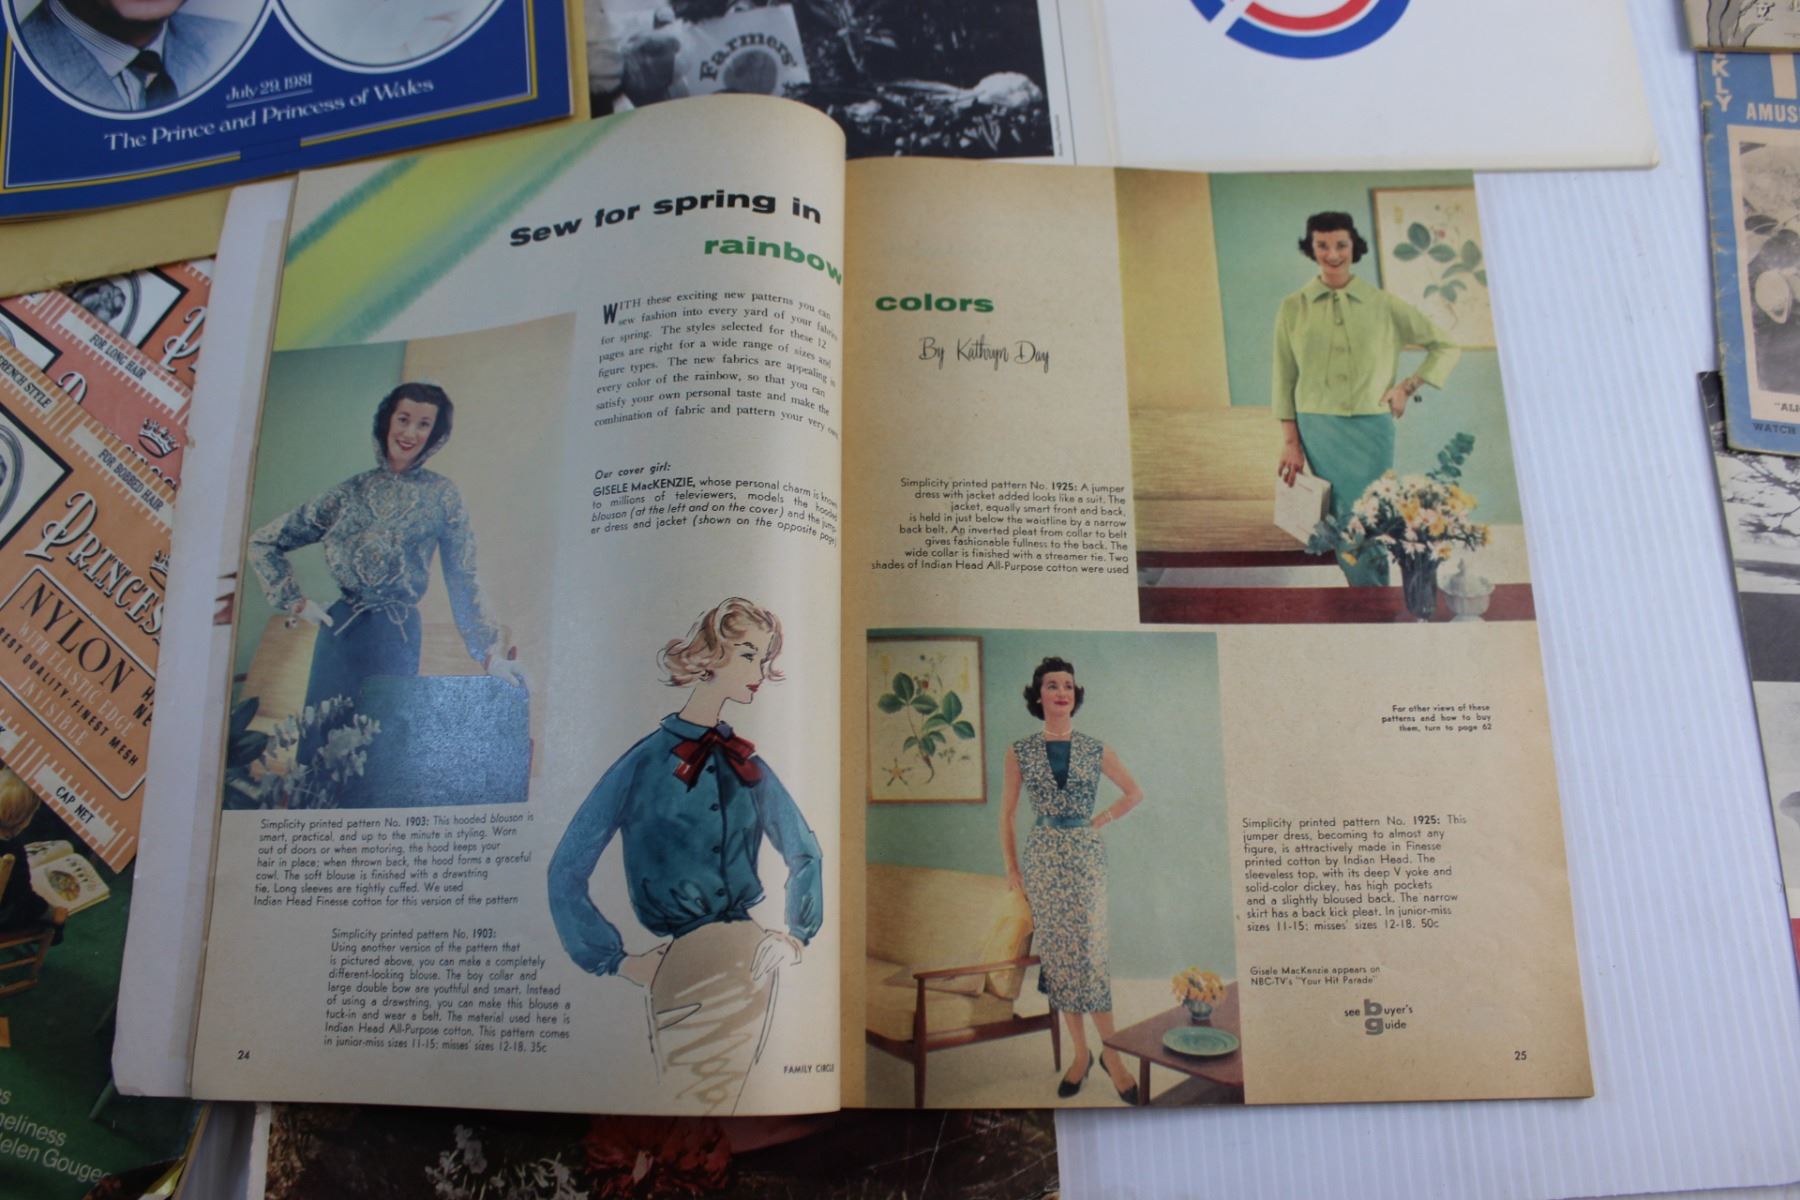 July 29, 1981
The Prince and Princess of Wales
Farmers'
KLY
AMUS
WATCH
FRENCH STYLE
FOR LONG HAIR
FOR BOBBED HAIR
PRINCESS
NYLON
WITH ELASTIC EDGE
BEST QUALITY-FINEST MESH
INVISIBLE
CAP NET
eliness
elen Gouge
Sew for spring in
rainbow
WITH these exciting new patterns you can
sew fashion into every yard of your fabrics
for spring. The styles selected for these 12
pages are right for a wide range of sizes and
figure types. The new fabrics are appealing in
every color of the rainbow, so that you can
satisfy your own personal taste and make the
combination of fabric and pattern your very own
Our cover girl:
GISELE MacKENZIE, whose personal charm is known
to millions of televiewers, models the hooded
blouson (at the left and on the cover) and the jump-
er dress and jacket (shown on the opposite page)
Simplicity printed pattern No. 1903: This hooded blouson is
smart, practical, and up to the minute in styling. Worn
out of doors or when motoring, the hood keeps your
hair in place; when thrown back, the hood forms a graceful
cowl. The soft blouse is finished with a drawstring
tie. Long sleeves are tightly cuffed. We used
Indian Head Finesse cotton for this version of the pattern
Simplicity printed pattern No. 1903:
Using another version of the pattern that
is pictured above, you can make a completely
different-looking blouse. The boy collar and
large double bow are youthful and smart. Instead
of using a drawstring, you can make this blouse a
tuck-in and wear a belt. The material used here is
Indian Head All-Purpose cotton. This pattern comes
in junior-miss sizes 11-15; misses' sizes 12-18. 35c
24
FAMILY CIRCLE
colors
By Kathryn Day
Simplicity printed pattern No. 1925: A jumper
dress with jacket added looks like a suit. The
jacket, equally smart front and back,
is held in just below the waistline by a narrow
back belt. An inverted pleat from collar to belt
gives fashionable fullness to the back. The
wide collar is finished with a streamer tie. Two
shades of Indian Head All-Purpose cotton were used
For other views of these
patterns and how to buy
them, turn to page 62
Simplicity printed pattern No. 1925: This
jumper dress, becoming to almost any
figure, is attractively made in Finesse
printed cotton by Indian Head. The
sleeveless top, with its deep V yoke and
solid-color dickey, has high pockets
and a slightly bloused back. The narrow
skirt has a back kick pleat. In junior-miss
sizes 11-15; misses' sizes 12-18. 50c
Gisele MacKenzie appears on
NBC-TV's "Your Hit Parade"
see buyer's
guide
25